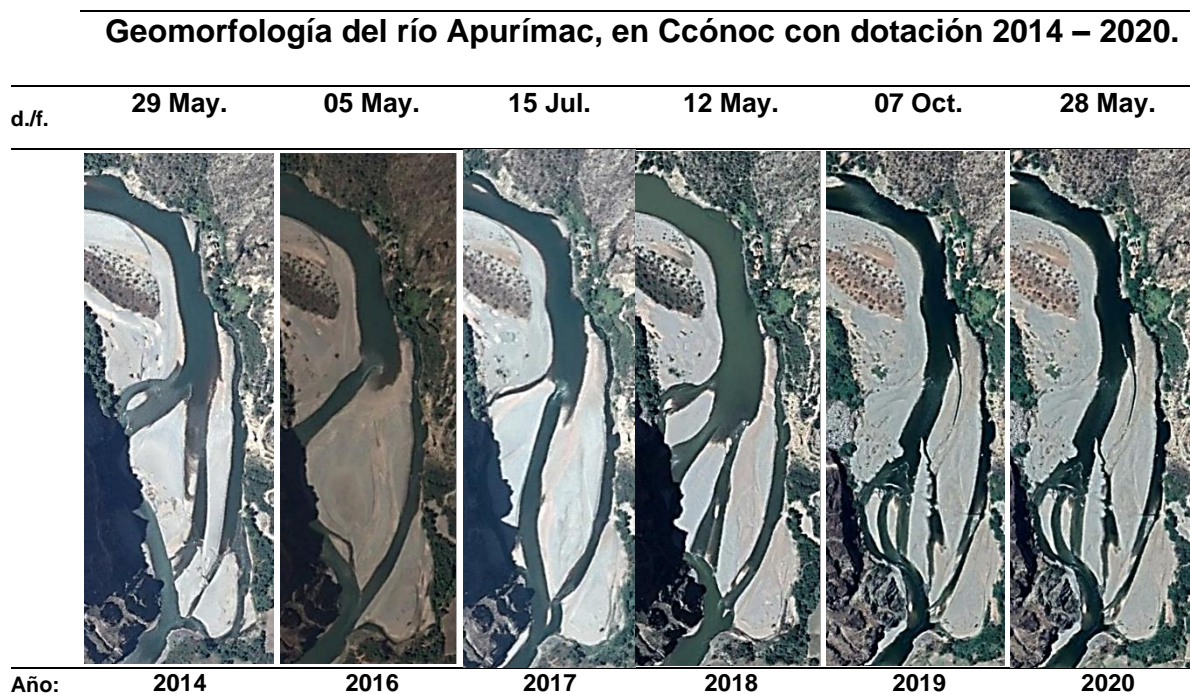 Geomorfología del río Apurímac, en Ccónoc con dotación 2014 – 2020.
d./f. 29 May. 05 May. 15 Jul. 12 May. 07 Oct. 28 May.
Año: 2014 2016 2017 2018 2019 2020